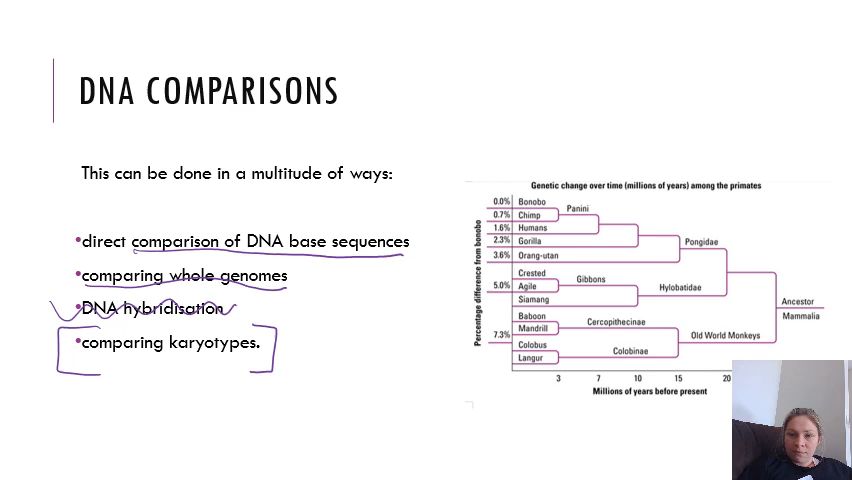 DNA COMPARISONS
This can be done in a multitude of ways:
•direct comparison of DNA base sequences
•comparing whole genomes
•DNA hybridisation
•comparing karyotypes.
Genetic change over time (millions of years) among the primates
Percentage difference from bonobo
0.0% Bonobo
Panini
0.7% Chimp
1.6% Humans
2.3% Gorilla
Pongidae
3.6% Orang-utan
Crested
Gibbons
5.0% Agile
Hylobatidae
Siamang
Ancestor
Mammalia
Baboon
Cercopithecinae
Mandrill
7.3%
Old World Monkeys
Colobus
Colobinae
Langur
3 7 10 15 20
Millions of years before present